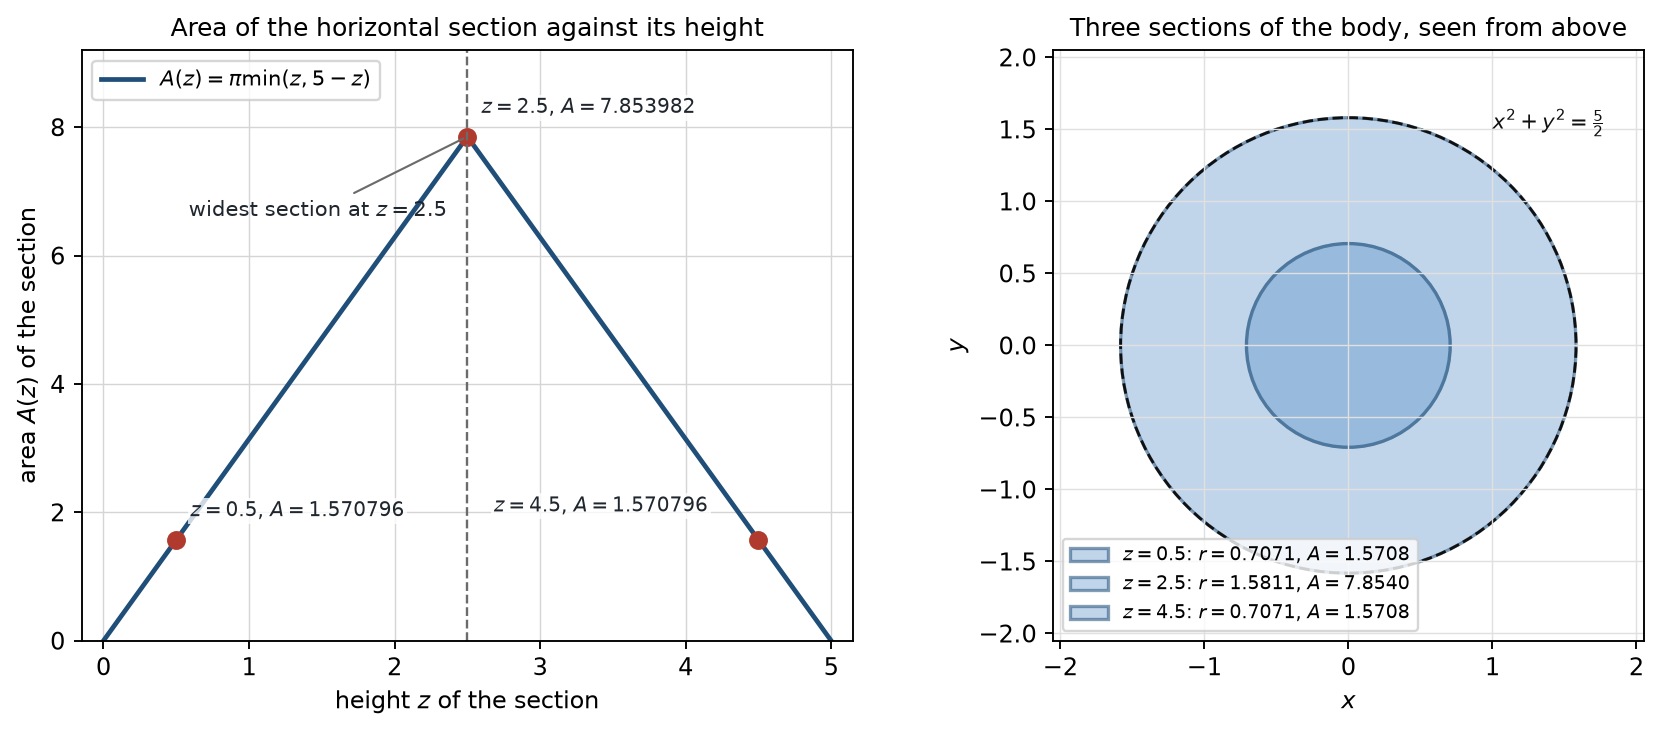 Area of the horizontal section against its height
A(z) = π min(z, 5 − z)
z = 2.5, A = 7.853982
widest section at z = 2.5
z = 0.5, A = 1.570796
z = 4.5, A = 1.570796
8
6
4
2
0
area A(z) of the section
0 1 2 3 4 5
height z of the section
Three sections of the body, seen from above
x² + y² = 5/2
2.0
1.5
1.0
0.5
0.0
−0.5
−1.0
−1.5
−2.0
y
z = 0.5: r = 0.7071, A = 1.5708
z = 2.5: r = 1.5811, A = 7.8540
z = 4.5: r = 0.7071, A = 1.5708
−2 −1 0 1 2
x